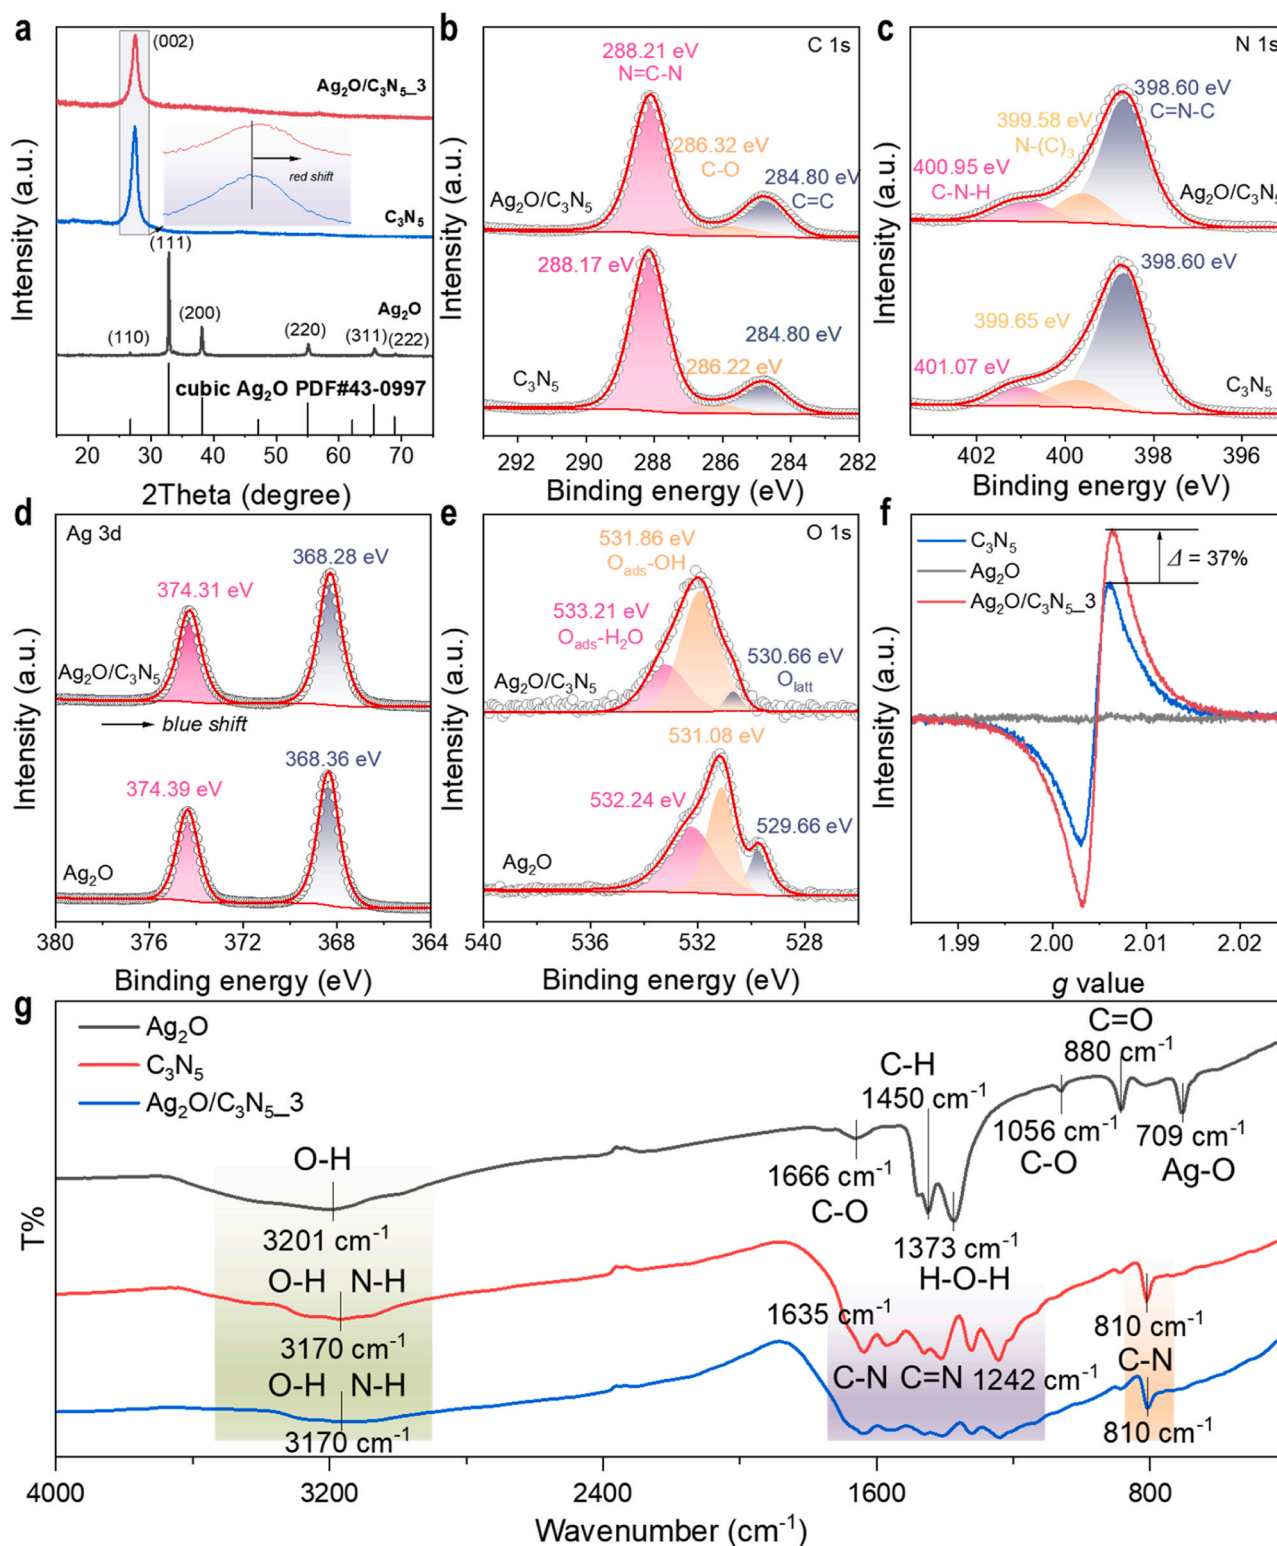 a
(002)
Ag₂O/C₃N₅_3
red shift
C₃N₅
(111)
Ag₂O
(110)
(200)
(220)
(311)
(222)
cubic Ag₂O PDF#43-0997
20 30 40 50 60 70
2Theta (degree)
Intensity (a.u.)
b
C 1s
288.21 eV
N=C-N
286.32 eV
C-O
284.80 eV
C=C
Ag₂O/C₃N₅
288.17 eV
286.22 eV
284.80 eV
C₃N₅
292 290 288 286 284 282
Binding energy (eV)
Intensity (a.u.)
c
N 1s
398.60 eV
C=N-C
399.58 eV
N-(C)₃
400.95 eV
C-N-H
Ag₂O/C₃N₅
398.60 eV
399.65 eV
401.07 eV
C₃N₅
402 400 398 396
Binding energy (eV)
Intensity (a.u.)
d
Ag 3d
368.28 eV
374.31 eV
Ag₂O/C₃N₅
blue shift
368.36 eV
374.39 eV
Ag₂O
380 376 372 368 364
Binding energy (eV)
Intensity (a.u.)
e
O 1s
531.86 eV
Oads-OH
533.21 eV
Oads-H₂O
530.66 eV
Olatt
Ag₂O/C₃N₅
531.08 eV
532.24 eV
529.66 eV
Ag₂O
540 536 532 528
Binding energy (eV)
Intensity (a.u.)
f
C₃N₅
Ag₂O
Ag₂O/C₃N₅_3
Δ = 37%
1.99 2.00 2.01 2.02
g value
Intensity (a.u.)
g
Ag₂O
C₃N₅
Ag₂O/C₃N₅_3
C=O
880 cm⁻¹
C-H
1450 cm⁻¹
1056 cm⁻¹
C-O
709 cm⁻¹
Ag-O
O-H
1666 cm⁻¹
C-O
3201 cm⁻¹
1373 cm⁻¹
H-O-H
O-H N-H
1635 cm⁻¹
3170 cm⁻¹
810 cm⁻¹
C-N
O-H N-H
C-N C=N 1242 cm⁻¹
3170 cm⁻¹
810 cm⁻¹
T%
4000 3200 2400 1600 800
Wavenumber (cm⁻¹)